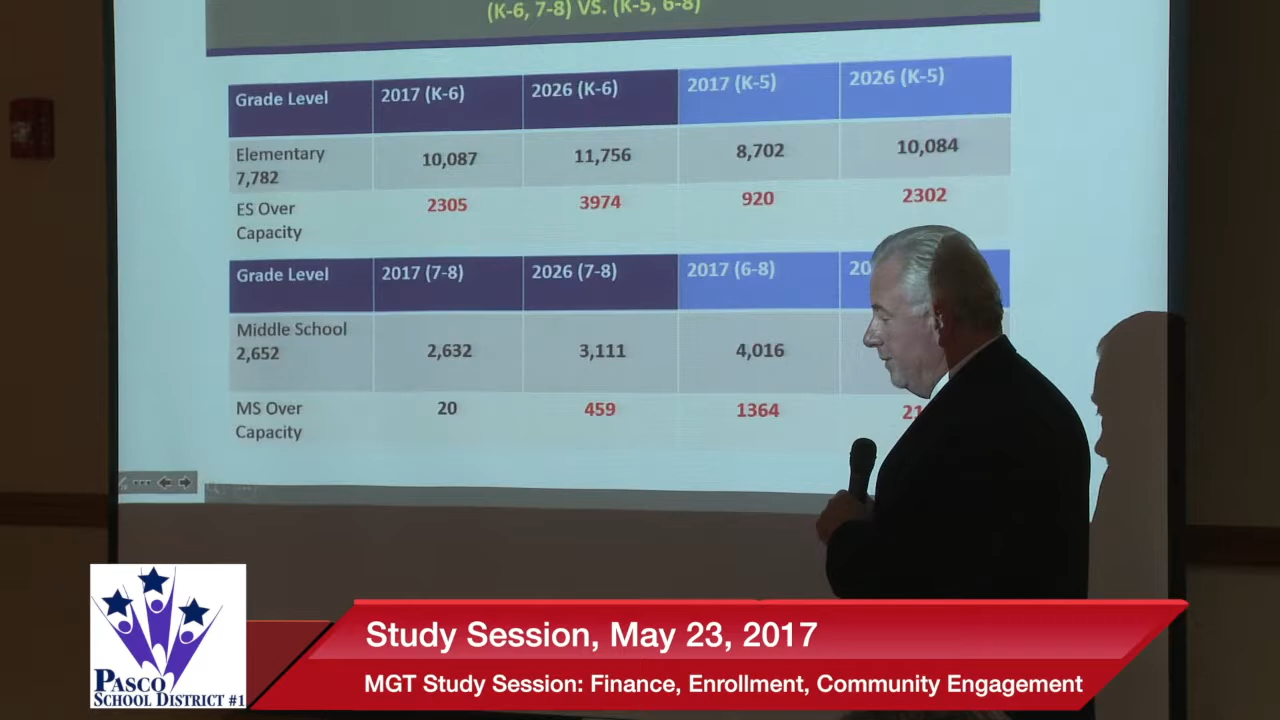 (K-6, 7-8) VS. (K-5, 6-8)
Grade Level 2017 (K-6) 2026 (K-6) 2017 (K-5) 2026 (K-5)
Elementary
7,782 10,087 11,756 8,702 10,084
ES Over
Capacity 2305 3974 920 2302
Grade Level 2017 (7-8) 2026 (7-8) 2017 (6-8) 20
Middle School
2,652 2,632 3,111 4,016
MS Over
Capacity 20 459 1364 21
PASCO
SCHOOL DISTRICT #1
Study Session, May 23, 2017
MGT Study Session: Finance, Enrollment, Community Engagement